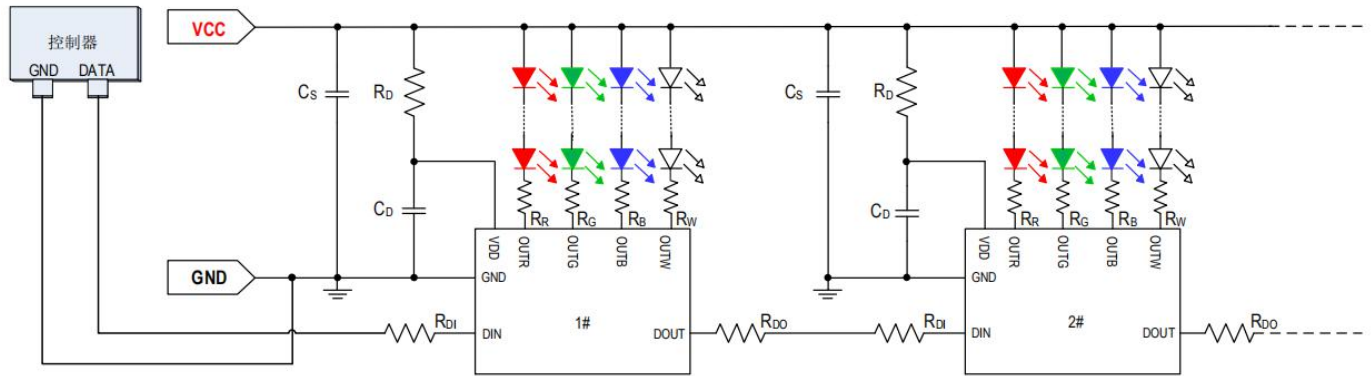 控制器
GND DATA
VCC
CS
RD
CD
GND
RR
RG
RB
RW
VDD
OUTR
OUTG
OUTB
OUTW
GND
RDI
DIN
1#
DOUT
RDO
CS
RD
CD
RR
RG
RB
RW
VDD
OUTR
OUTG
OUTB
OUTW
GND
RDI
DIN
2#
DOUT
RDO